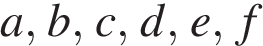 a, b, c, d, e, f